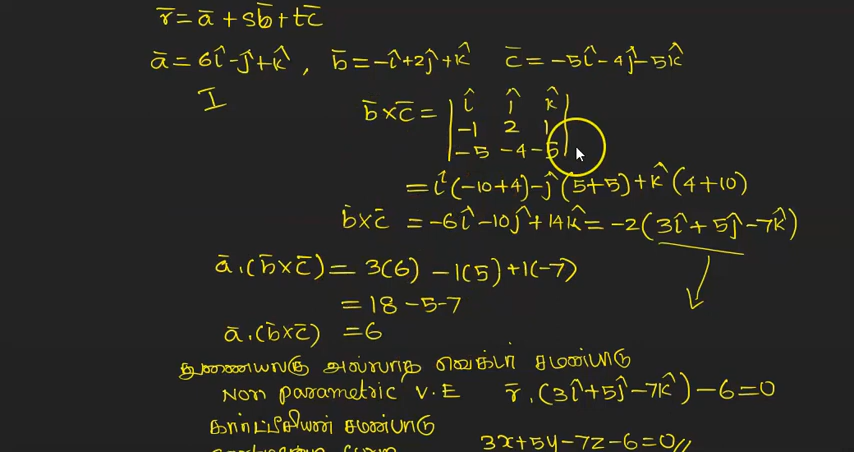 r̄ = ā + sb̄ + tc̄
ā = 6î - ĵ + k̂ , b̄ = -î + 2ĵ + k̂ c̄ = -5î - 4ĵ - 5k̂
I
b̄ × c̄ = | î ĵ k̂ |
| -1 2 1 |
| -5 -4 -5 |
= î(-10+4) - ĵ(5+5) + k̂(4+10)
b̄ × c̄ = -6î - 10ĵ + 14k̂ = -2(3î + 5ĵ - 7k̂)
ā . (b̄ × c̄) = 3(6) - 1(5) + 1(-7)
= 18 - 5 - 7
ā . (b̄ × c̄) = 6
துணையலகு அல்லாத வெக்டர் சமன்பாடு
Non parametric V.E r̄ . (3î + 5ĵ - 7k̂) - 6 = 0
கார்ட்டீசியன் சமன்பாடு
3x + 5y - 7z - 6 = 0 //